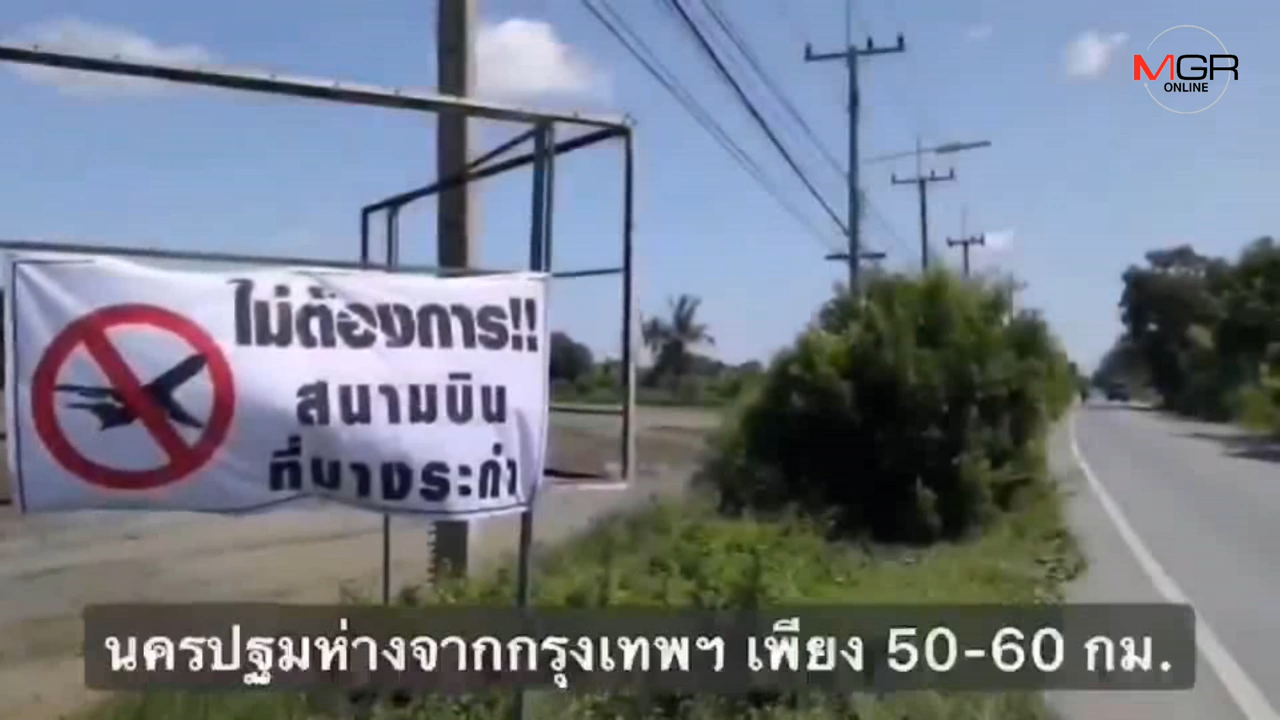 MGR
ONLINE
ไม่ต้องการ!!
สนามบิน
ที่บางระกำ
นครปฐมห่างจากกรุงเทพฯ เพียง 50-60 กม.